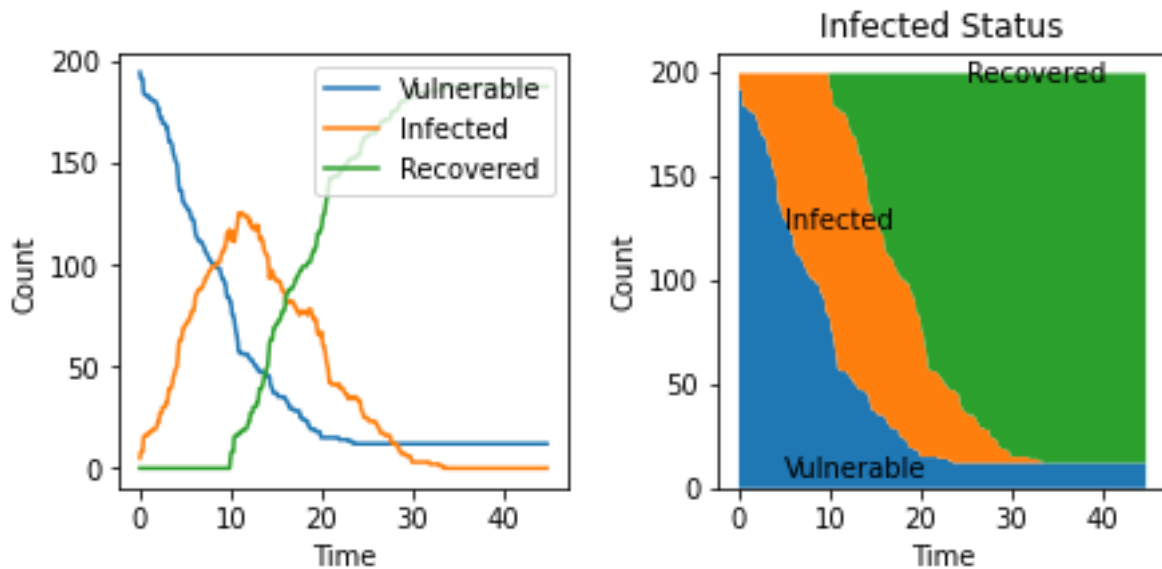 200
150
100
50
0
Count
0 10 20 30 40
Time
Vulnerable
Infected
Recovered
Infected Status
200
150
100
50
0
Count
0 10 20 30 40
Time
Recovered
Infected
Vulnerable